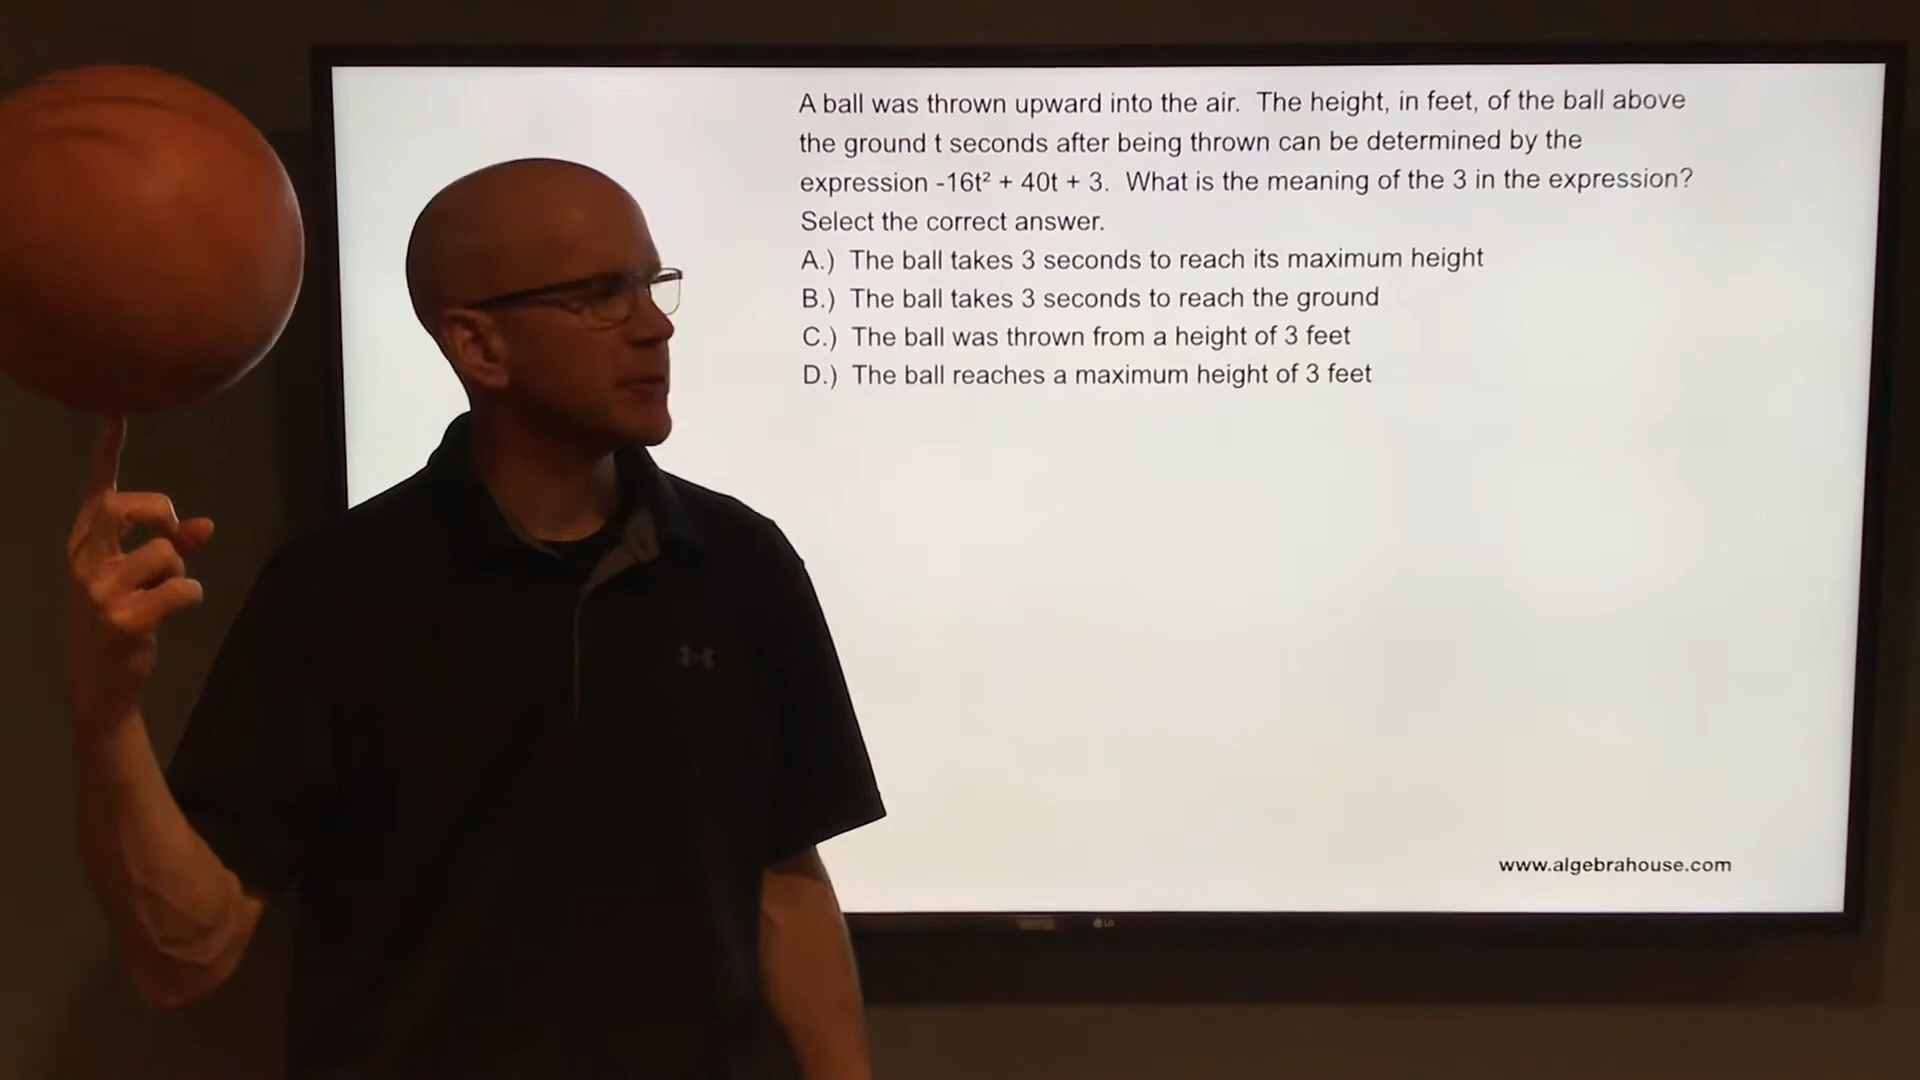 A ball was thrown upward into the air. The height, in feet, of the ball above
the ground t seconds after being thrown can be determined by the
expression -16t² + 40t + 3. What is the meaning of the 3 in the expression?
Select the correct answer.
A.) The ball takes 3 seconds to reach its maximum height
B.) The ball takes 3 seconds to reach the ground
C.) The ball was thrown from a height of 3 feet
D.) The ball reaches a maximum height of 3 feet
www.algebrahouse.com
LG